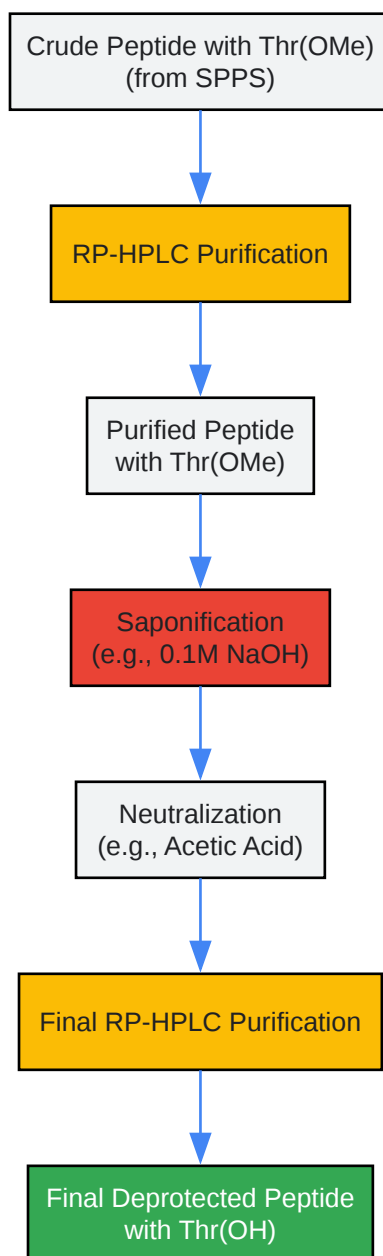 Crude Peptide with Thr(OMe)
(from SPPS)
RP-HPLC Purification
Purified Peptide
with Thr(OMe)
Saponification
(e.g., 0.1M NaOH)
Neutralization
(e.g., Acetic Acid)
Final RP-HPLC Purification
Final Deprotected Peptide
with Thr(OH)